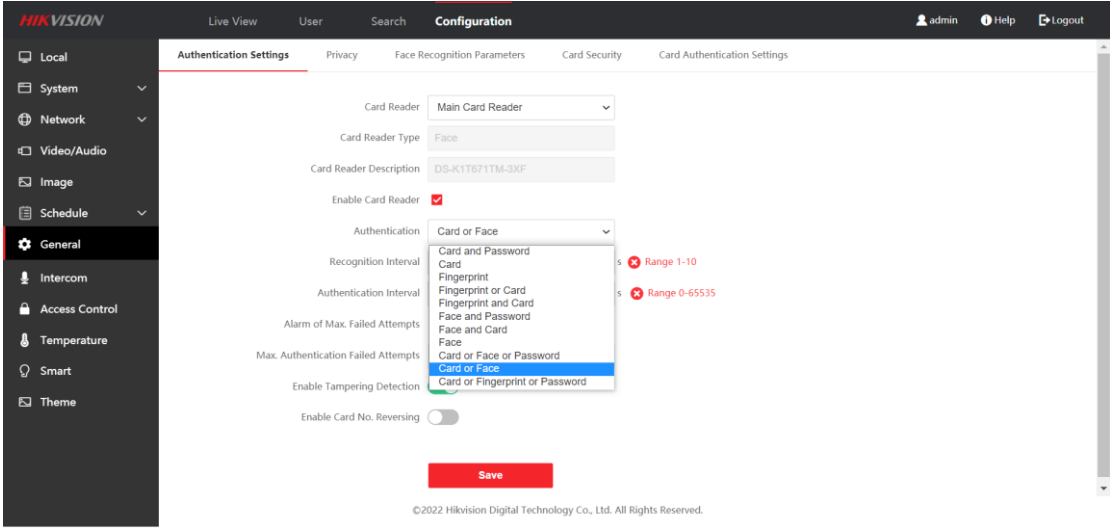 HIKVISION
Live View User Search Configuration admin Help Logout
Local
System
Network
Video/Audio
Image
Schedule
General
Intercom
Access Control
Temperature
Smart
Theme
Authentication Settings Privacy Face Recognition Parameters Card Security Card Authentication Settings
Card Reader Main Card Reader
Card Reader Type Face
Card Reader Description DS-K1T671TM-3XF
Enable Card Reader
Authentication Card or Face
Card and Password
Card
Fingerprint
Fingerprint or Card
Fingerprint and Card
Face and Password
Face and Card
Face
Card or Face or Password
Card or Face
Card or Fingerprint or Password
Recognition Interval s Range 1-10
Authentication Interval s Range 0-65535
Alarm of Max. Failed Attempts
Max. Authentication Failed Attempts
Enable Tampering Detection
Enable Card No. Reversing
Save
©2022 Hikvision Digital Technology Co., Ltd. All Rights Reserved.